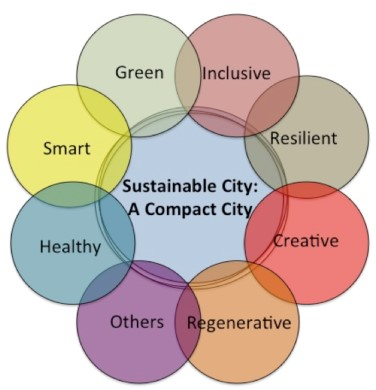 Green
Inclusive
Smart
Resilient
Sustainable City:
A Compact City
Healthy
Creative
Others
Regenerative